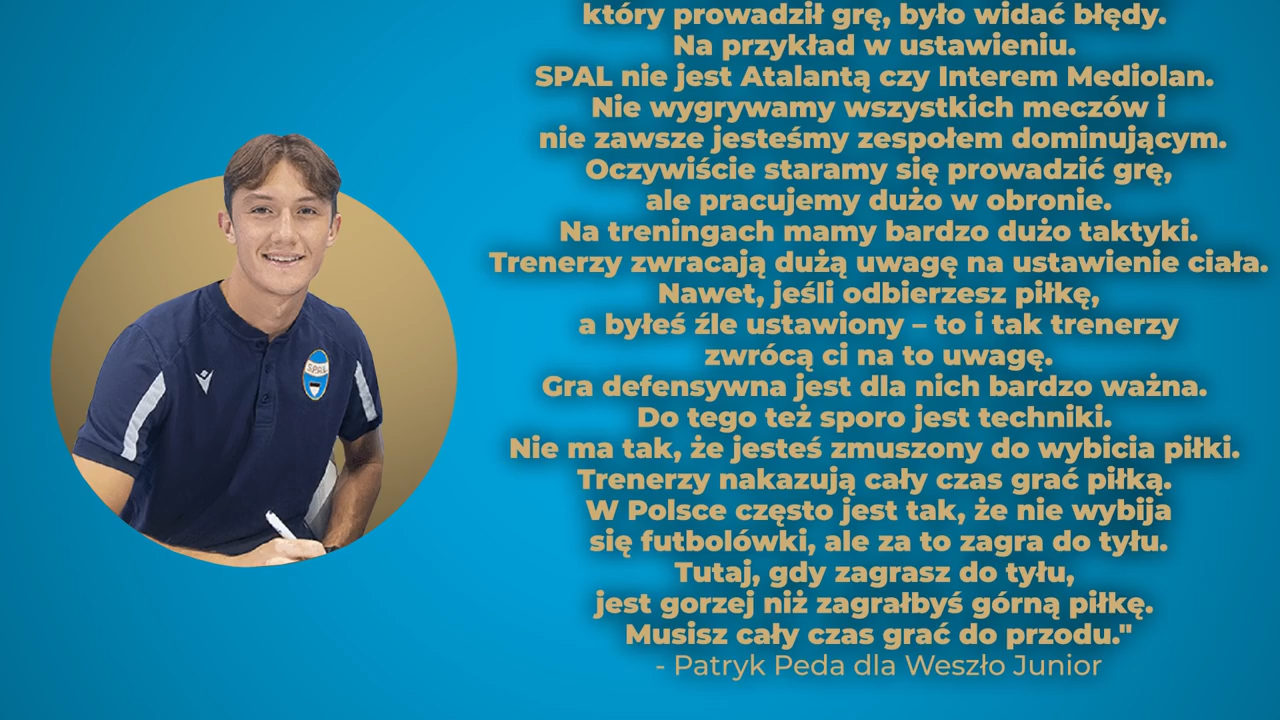 który prowadził grę, było widać błędy.
Na przykład w ustawieniu.
SPAL nie jest Atalantą czy Interem Mediolan.
Nie wygrywamy wszystkich meczów i
nie zawsze jesteśmy zespołem dominującym.
Oczywiście staramy się prowadzić grę,
ale pracujemy dużo w obronie.
Na treningach mamy bardzo dużo taktyki.
Trenerzy zwracają dużą uwagę na ustawienie ciała.
Nawet, jeśli odbierzesz piłkę,
a byłeś źle ustawiony – to i tak trenerzy
zwrócą ci na to uwagę.
Gra defensywna jest dla nich bardzo ważna.
Do tego też sporo jest techniki.
Nie ma tak, że jesteś zmuszony do wybicia piłki.
Trenerzy nakazują cały czas grać piłką.
W Polsce często jest tak, że nie wybija
się futbolówki, ale za to zagra do tyłu.
Tutaj, gdy zagrasz do tyłu,
jest gorzej niż zagrałbyś górną piłkę.
Musisz cały czas grać do przodu."
- Patryk Peda dla Weszło Junior
SPAL